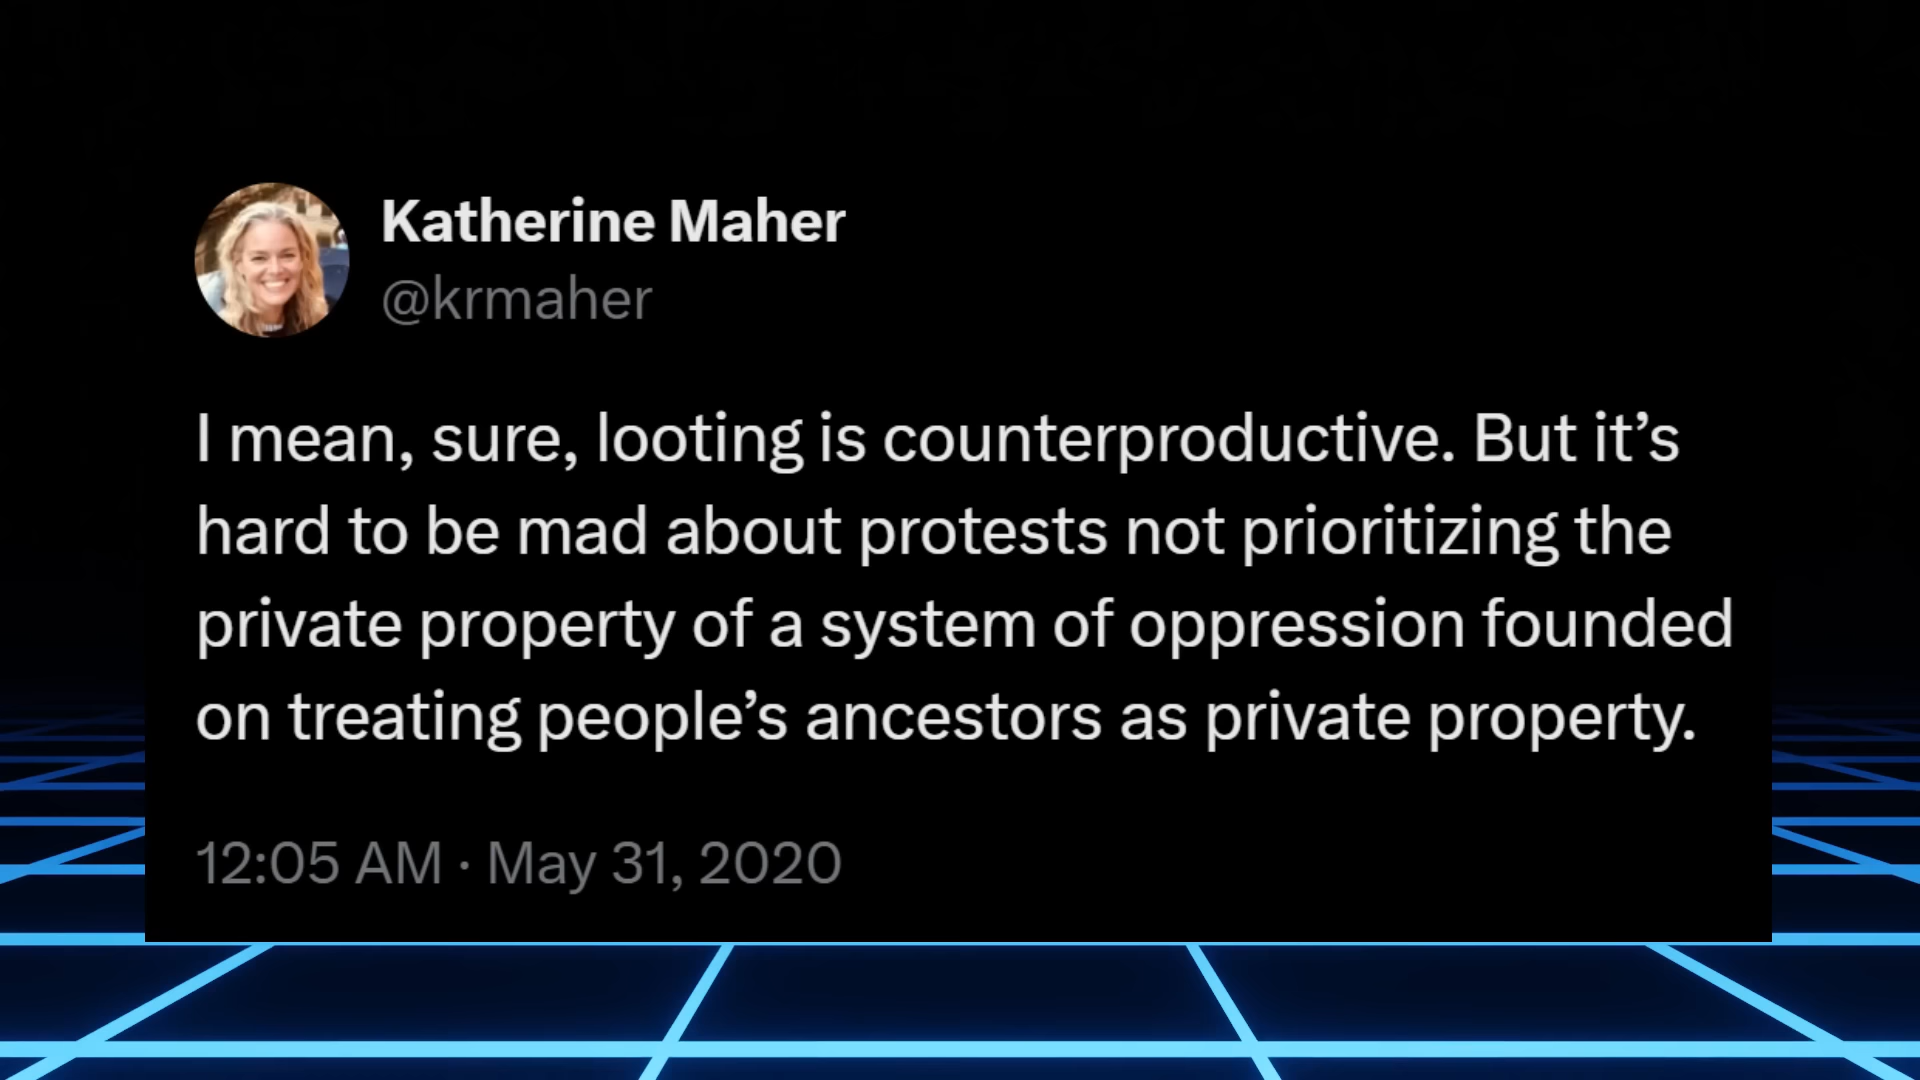 Katherine Maher
@krmaher
I mean, sure, looting is counterproductive. But it’s
hard to be mad about protests not prioritizing the
private property of a system of oppression founded
on treating people’s ancestors as private property.
12:05 AM · May 31, 2020